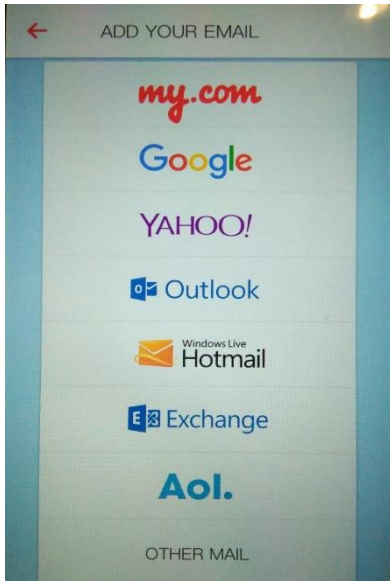 ADD YOUR EMAIL
my.com
Google
YAHOO!
Outlook
Windows Live
Hotmail
Exchange
Aol.
OTHER MAIL